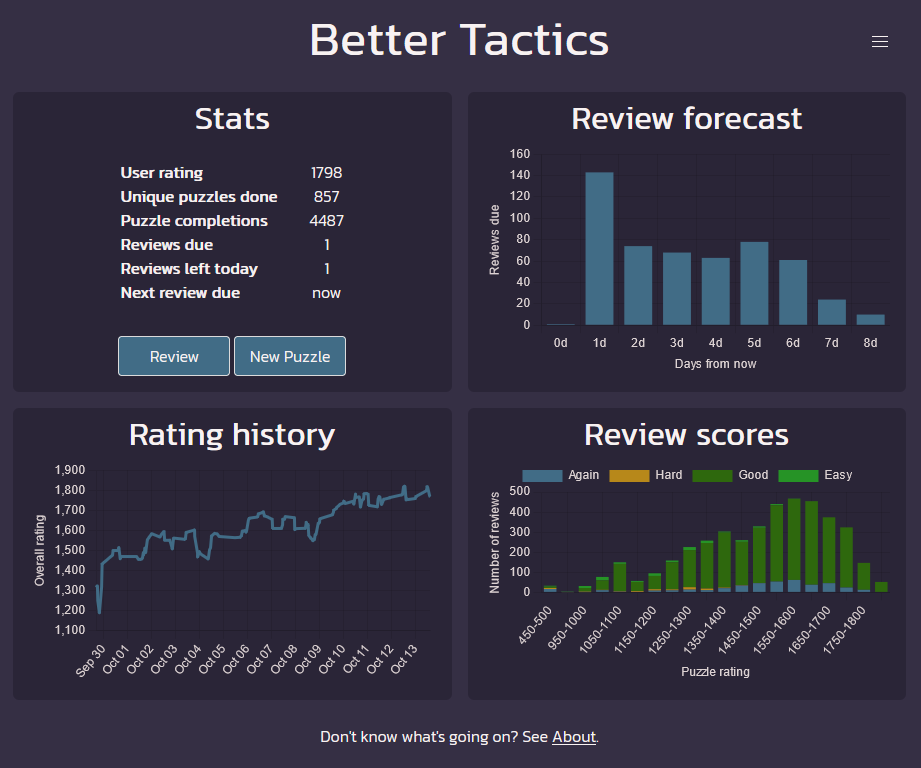 Better Tactics
Stats
User rating 1798
Unique puzzles done 857
Puzzle completions 4487
Reviews due 1
Reviews left today 1
Next review due now
Review New Puzzle
Review forecast
160
140
120
100
80
60
40
20
0
Reviews due
0d 1d 2d 3d 4d 5d 6d 7d 8d
Days from now
Rating history
1,900
1,800
1,700
1,600
1,500
1,400
1,300
1,200
1,100
Overall rating
Sep 30 Oct 01 Oct 02 Oct 03 Oct 04 Oct 05 Oct 06 Oct 07 Oct 08 Oct 09 Oct 10 Oct 11 Oct 12 Oct 13
Review scores
Again Hard Good Easy
500
400
300
200
100
0
Number of reviews
450-500 950-1000 1050-1100 1150-1200 1250-1300 1350-1400 1450-1500 1550-1600 1650-1700 1750-1800
Puzzle rating
Don't know what's going on? See About.